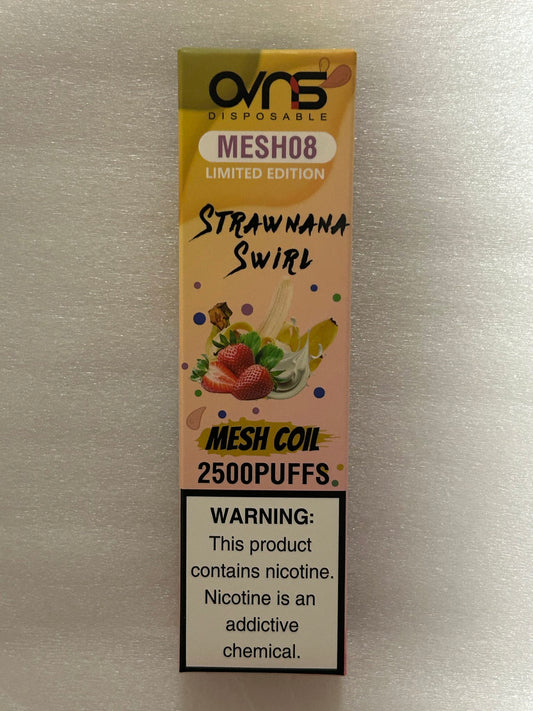 OVNS
DISPOSABLE
MESH08
LIMITED EDITION
STRAWNANA
SWIRL
MESH COIL
2500PUFFS
WARNING:
This product
contains nicotine.
Nicotine is an
addictive
chemical.